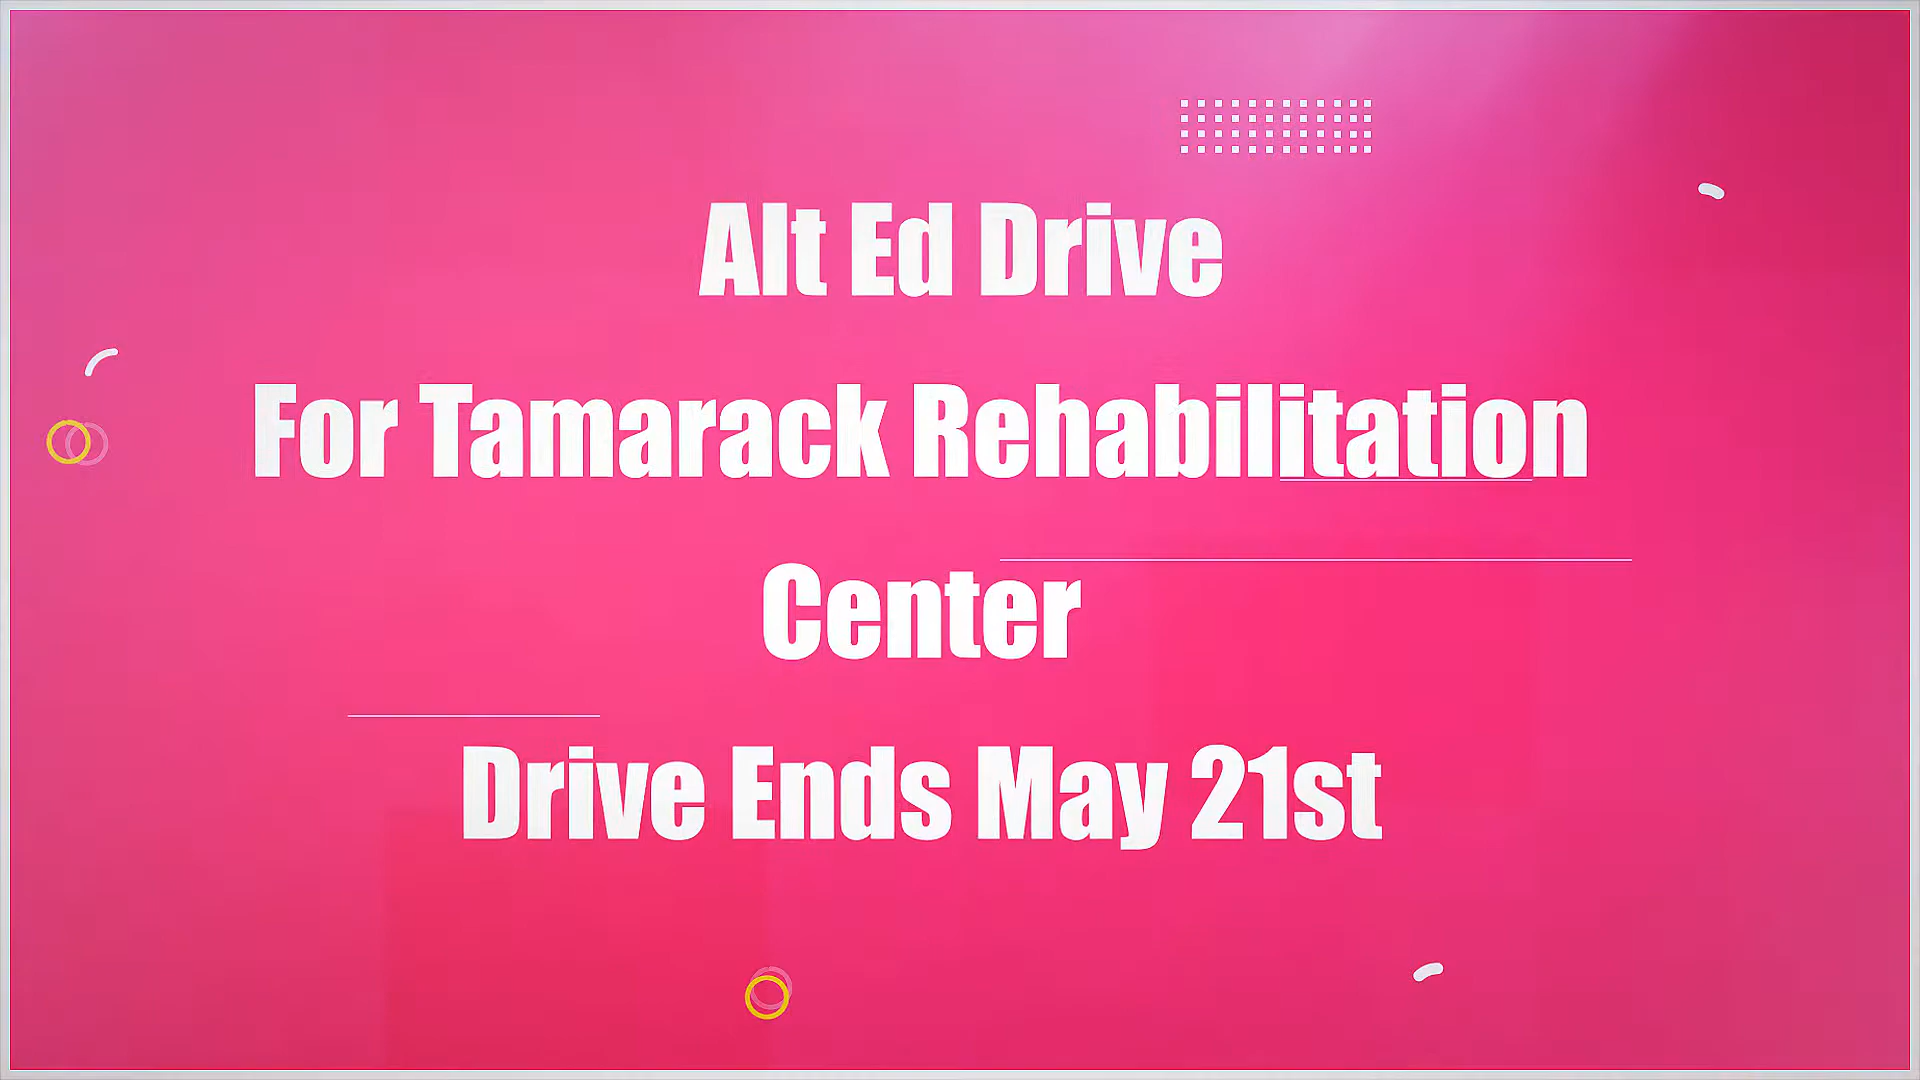 Alt Ed Drive
For Tamarack Rehabilitation
Center
Drive Ends May 21st